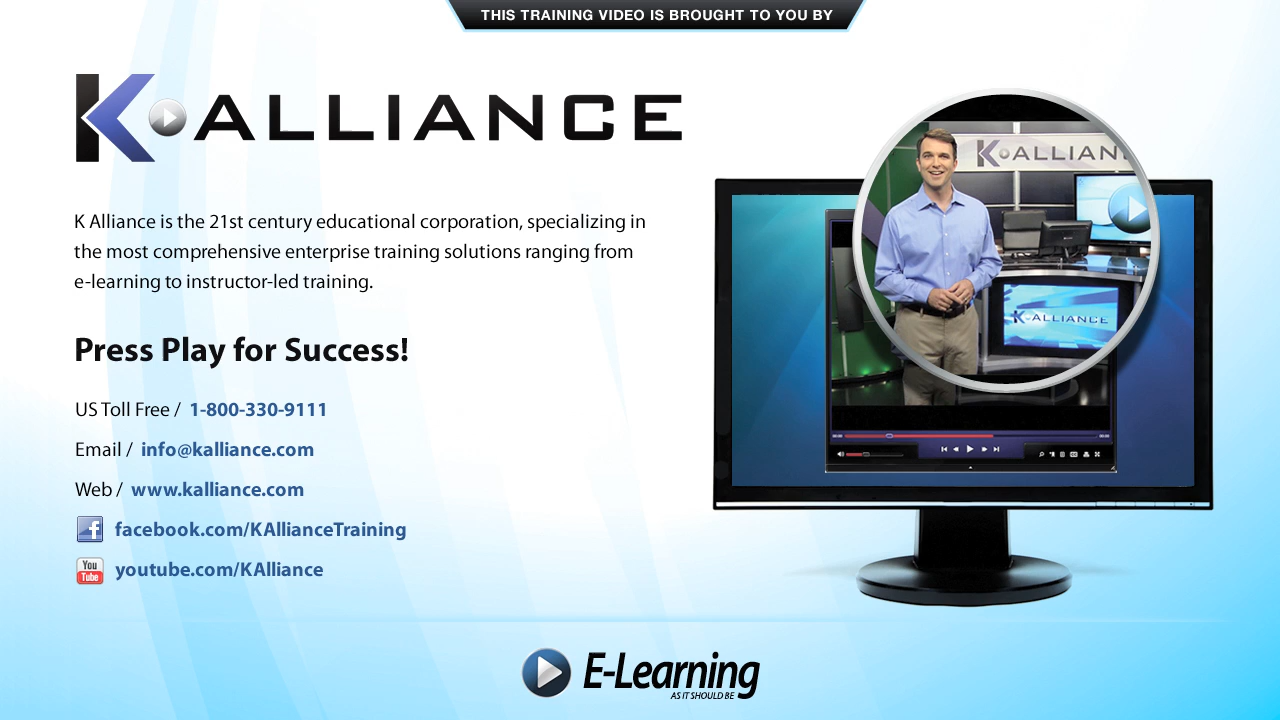 THIS TRAINING VIDEO IS BROUGHT TO YOU BY
K ALLIANCE
K Alliance is the 21st century educational corporation, specializing in
the most comprehensive enterprise training solutions ranging from
e-learning to instructor-led training.
Press Play for Success!
US Toll Free / 1-800-330-9111
Email / info@kalliance.com
Web / www.kalliance.com
facebook.com/KAllianceTraining
You
Tube
youtube.com/KAlliance
K ALLIAN
K ALLIANCE
E-Learning
AS IT SHOULD BE